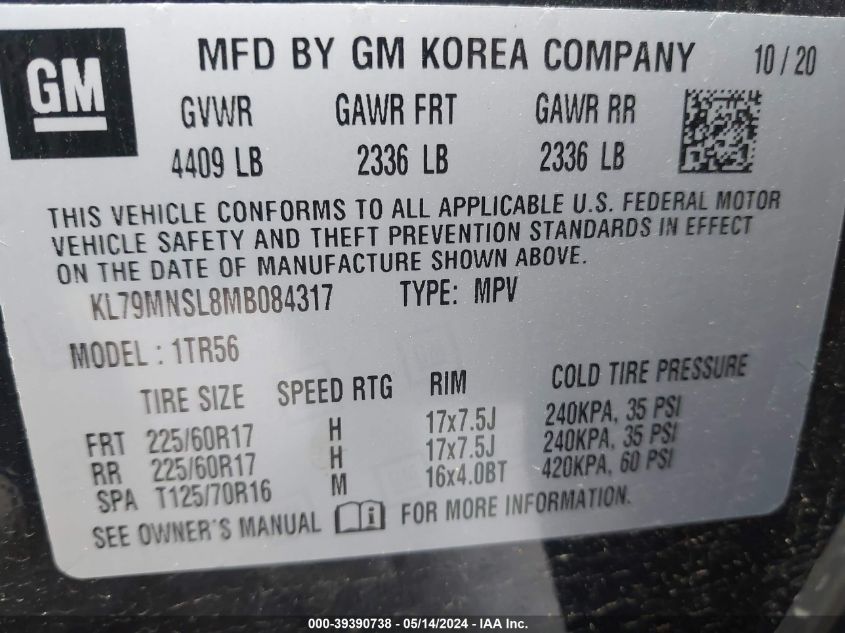 GM
MFD BY GM KOREA COMPANY 10/20
GVWR GAWR FRT GAWR RR
4409 LB 2336 LB 2336 LB
THIS VEHICLE CONFORMS TO ALL APPLICABLE U.S. FEDERAL MOTOR
VEHICLE SAFETY AND THEFT PREVENTION STANDARDS IN EFFECT
ON THE DATE OF MANUFACTURE SHOWN ABOVE.
KL79MNSL8MB084317 TYPE: MPV
MODEL : 1TR56
TIRE SIZE SPEED RTG RIM COLD TIRE PRESSURE
FRT 225/60R17 H 17x7.5J 240KPA, 35 PSI
RR 225/60R17 H 17x7.5J 240KPA, 35 PSI
SPA T125/70R16 M 16x4.0BT 420KPA, 60 PSI
SEE OWNER'S MANUAL i FOR MORE INFORMATION.
000-39390738 - 05/14/2024 - IAA Inc.